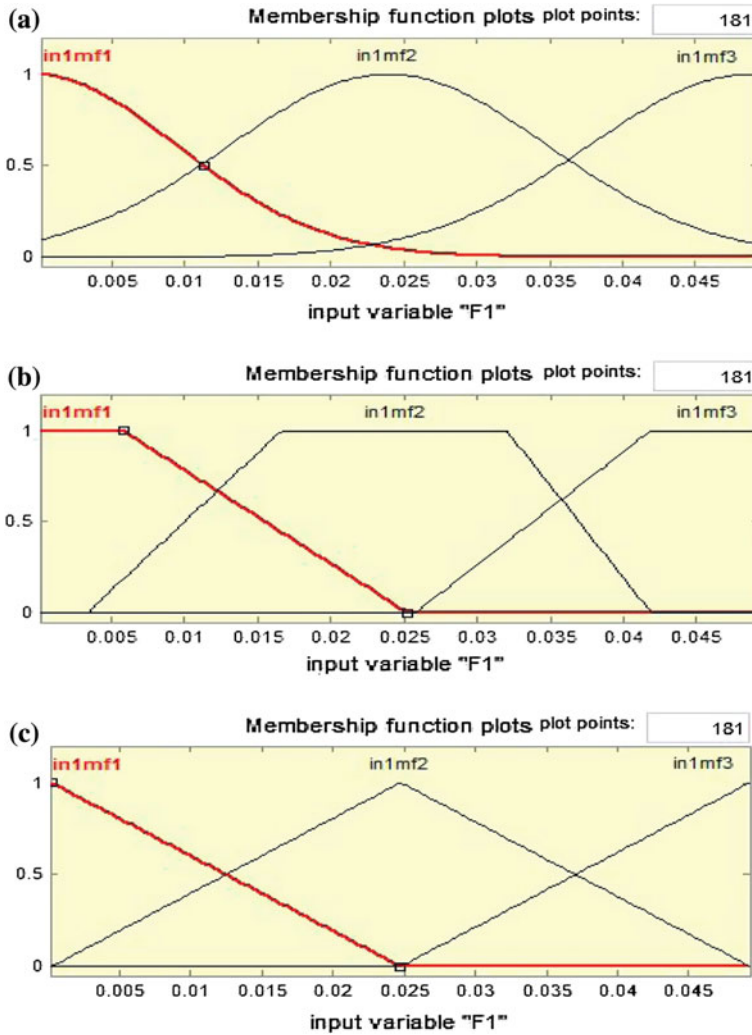 (a) Membership function plots plot points: 181
in1mf1 in1mf2 in1mf3
1
0.5
0
0.005 0.01 0.015 0.02 0.025 0.03 0.035 0.04 0.045
input variable "F1"
(b) Membership function plots plot points: 181
in1mf1 in1mf2 in1mf3
1
0.5
0
0.005 0.01 0.015 0.02 0.025 0.03 0.035 0.04 0.045
input variable "F1"
(c) Membership function plots plot points: 181
in1mf1 in1mf2 in1mf3
1
0.5
0
0.005 0.01 0.015 0.02 0.025 0.03 0.035 0.04 0.045
input variable "F1"